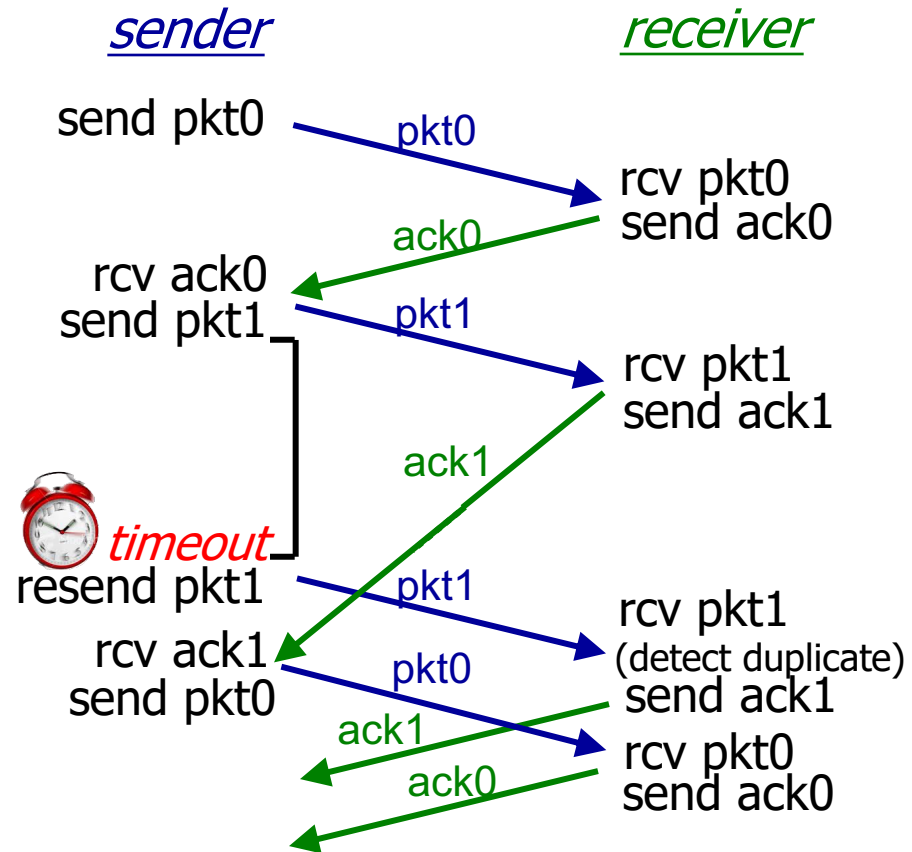 sender
receiver
send pkt0
pkt0
rcv pkt0
send ack0
ack0
rcv ack0
send pkt1
pkt1
rcv pkt1
send ack1
ack1
timeout
resend pkt1
pkt1
rcv pkt1
(detect duplicate)
send ack1
rcv ack1
send pkt0
pkt0
ack1
rcv pkt0
send ack0
ack0